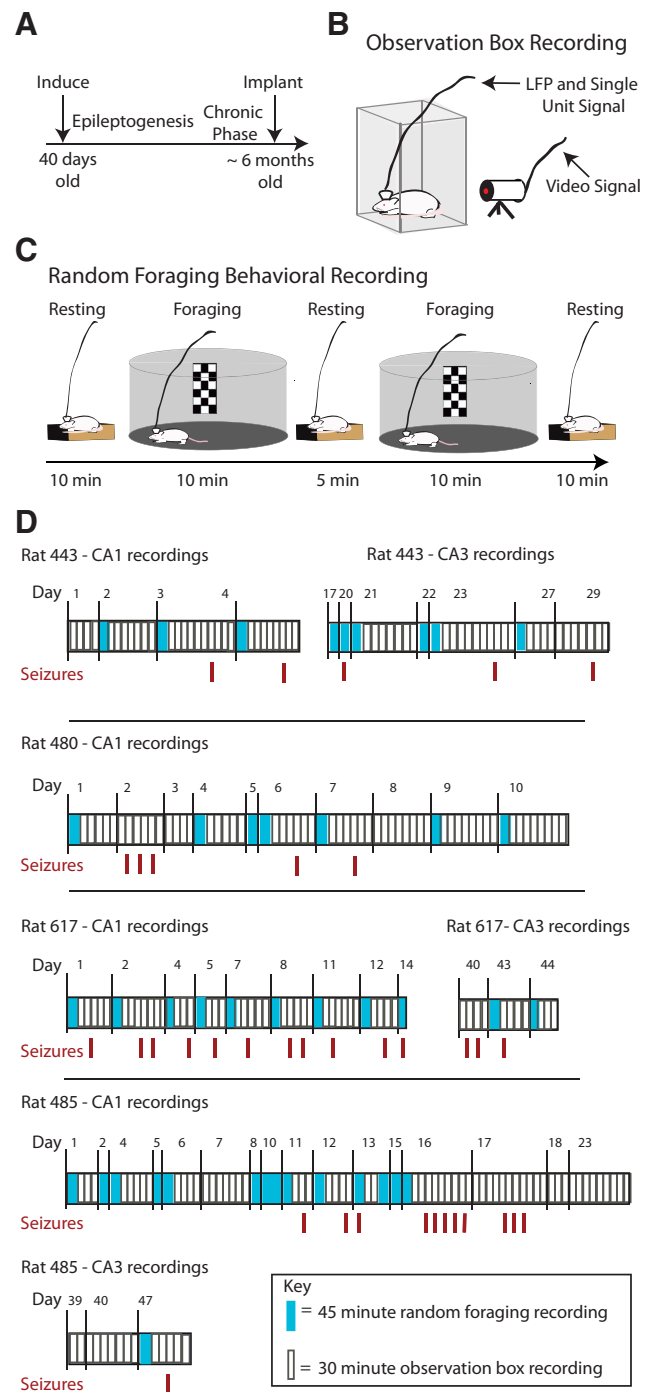 A
Induce
Implant
Epileptogenesis
Chronic
Phase
40 days
old
~ 6 months
old
B
Observation Box Recording
LFP and Single
Unit Signal
Video Signal
C
Random Foraging Behavioral Recording
Resting Foraging Resting Foraging Resting
10 min 10 min 5 min 10 min 10 min
D
Rat 443 - CA1 recordings
Day 1 2 3 4
Seizures
Rat 443 - CA3 recordings
17 20 21 22 23 27 29
Rat 480 - CA1 recordings
Day 1 2 3 4 5 6 7 8 9 10
Seizures
Rat 617 - CA1 recordings
Day 1 2 4 5 7 8 11 12 14
Seizures
Rat 617- CA3 recordings
40 43 44
Rat 485 - CA1 recordings
Day 1 2 4 5 6 7 8 10 11 12 13 15 16 17 18 23
Seizures
Rat 485 - CA3 recordings
Day 39 40 47
Seizures
Key
= 45 minute random foraging recording
= 30 minute observation box recording